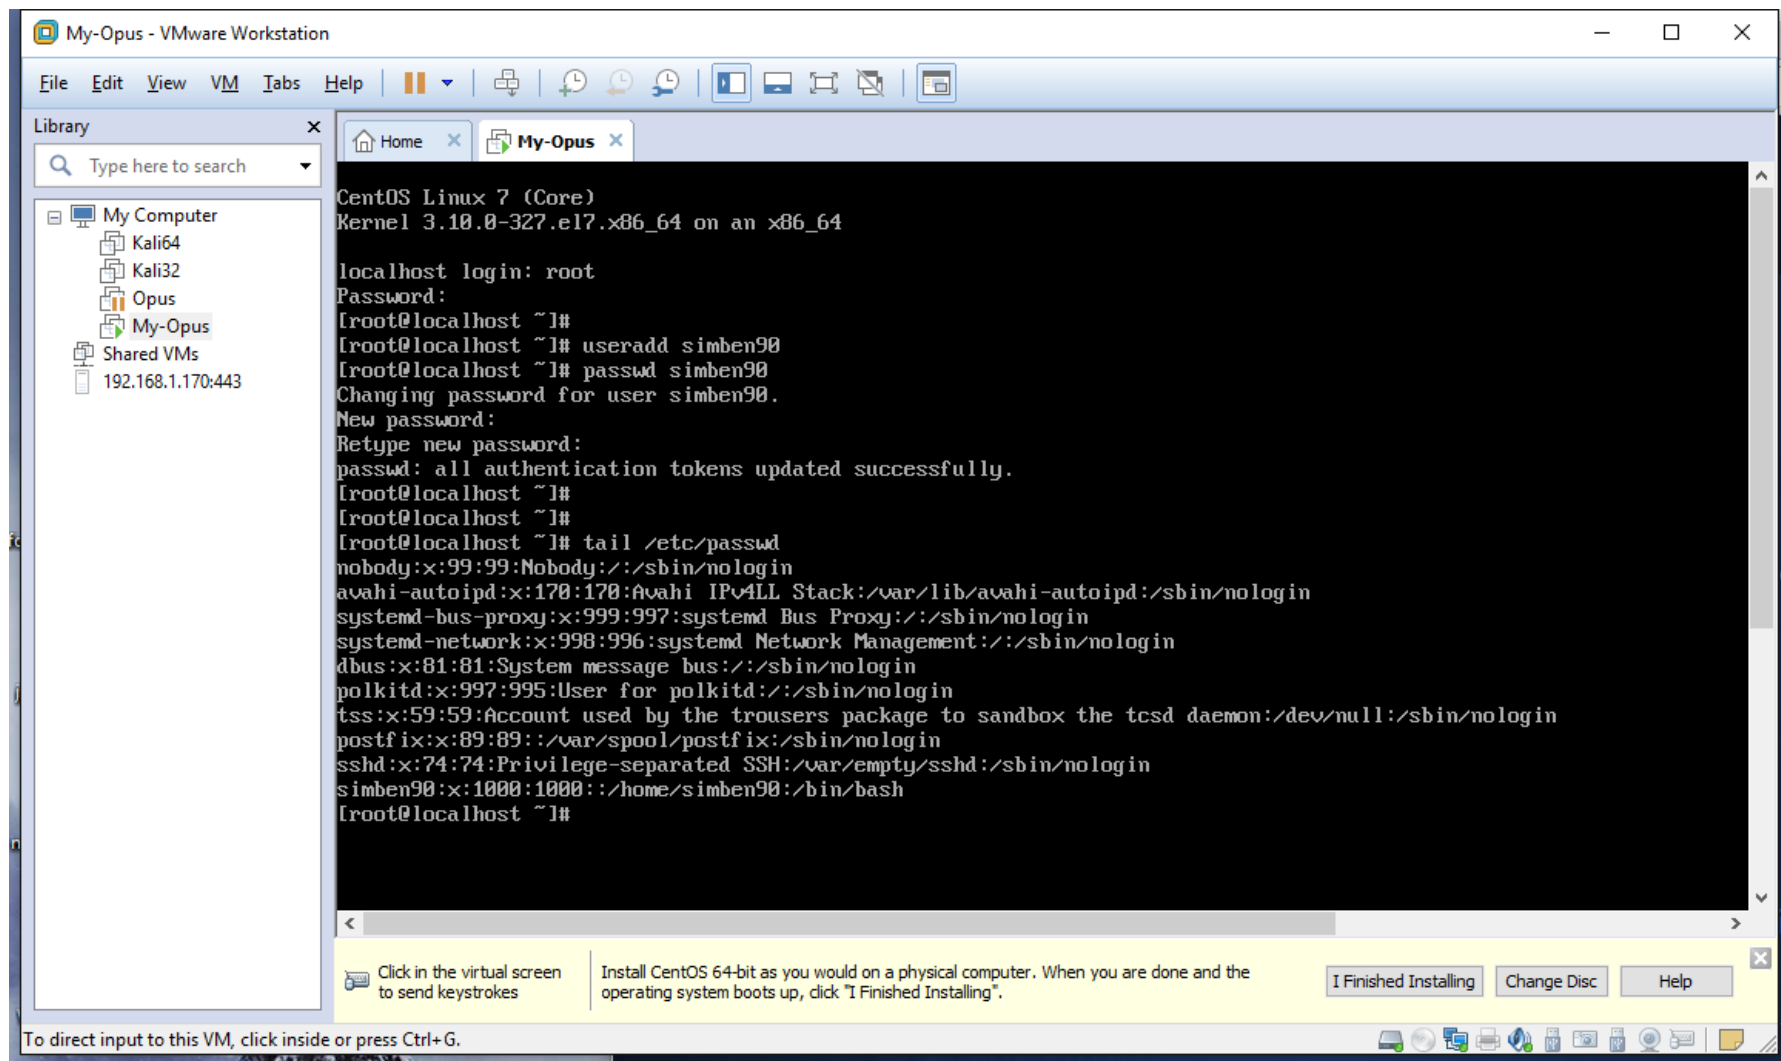 My-Opus - VMware Workstation
File Edit View VM Tabs Help
Library
Type here to search
My Computer
Kali64
Kali32
Opus
My-Opus
Shared VMs
192.168.1.170:443
Home
My-Opus
CentOS Linux 7 (Core)
Kernel 3.10.0-327.el7.x86_64 on an x86_64
localhost login: root
Password:
[root@localhost ~]#
[root@localhost ~]# useradd simben90
[root@localhost ~]# passwd simben90
Changing password for user simben90.
New password:
Retype new password:
passwd: all authentication tokens updated successfully.
[root@localhost ~]#
[root@localhost ~]#
[root@localhost ~]# tail /etc/passwd
nobody:x:99:99:Nobody:/:/sbin/nologin
avahi-autoipd:x:170:170:Avahi IPv4LL Stack:/var/lib/avahi-autoipd:/sbin/nologin
systemd-bus-proxy:x:999:997:systemd Bus Proxy:/:/sbin/nologin
systemd-network:x:998:996:systemd Network Management:/:/sbin/nologin
dbus:x:81:81:System message bus:/:/sbin/nologin
polkitd:x:997:995:User for polkitd:/:/sbin/nologin
tss:x:59:59:Account used by the trousers package to sandbox the tcsd daemon:/dev/null:/sbin/nologin
postfix:x:89:89::/var/spool/postfix:/sbin/nologin
sshd:x:74:74:Privilege-separated SSH:/var/empty/sshd:/sbin/nologin
simben90:x:1000:1000::/home/simben90:/bin/bash
[root@localhost ~]#
Click in the virtual screen
to send keystrokes
Install CentOS 64-bit as you would on a physical computer. When you are done and the
operating system boots up, click "I Finished Installing".
I Finished Installing
Change Disc
Help
To direct input to this VM, click inside or press Ctrl+G.